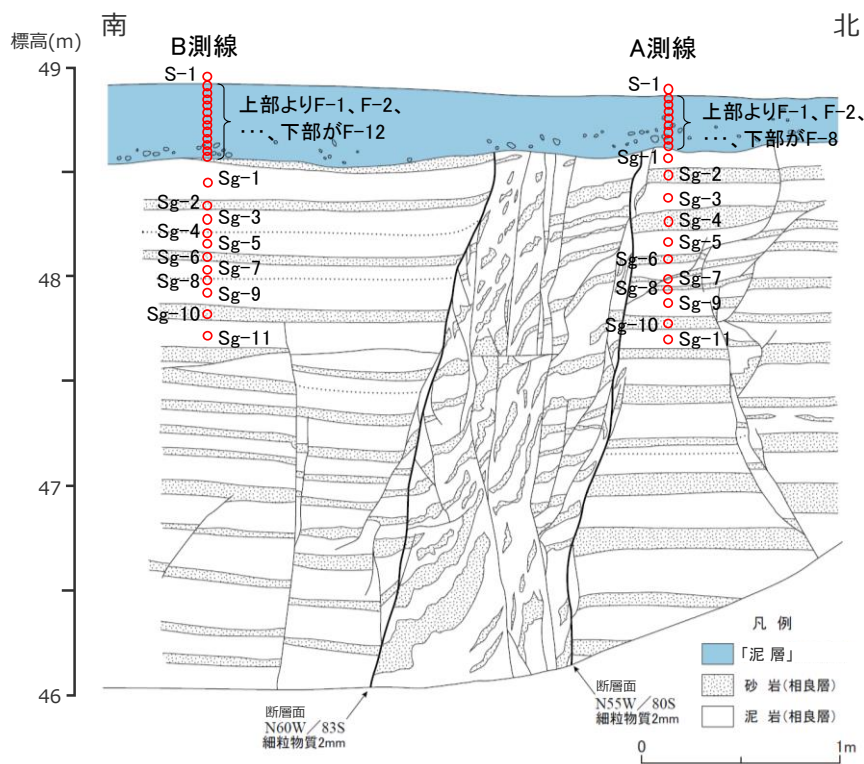 南
北
標高(m)
B測線
A測線
49
S-1
S-1
上部よりF-1、F-2、
…、下部がF-12
上部よりF-1、F-2、
…、下部がF-8
Sg-1
Sg-1
Sg-2
Sg-2
Sg-3
Sg-3
Sg-4
Sg-4
Sg-5
Sg-5
Sg-6
Sg-6
48
Sg-7
Sg-7
Sg-8
Sg-8
Sg-9
Sg-9
Sg-10
Sg-10
Sg-11
Sg-11
47
46
凡 例
「泥 層」
砂 岩(相良層)
泥 岩(相良層)
断層面
N60W/83S
細粒物質2mm
断層面
N55W/80S
細粒物質2mm
0
1m